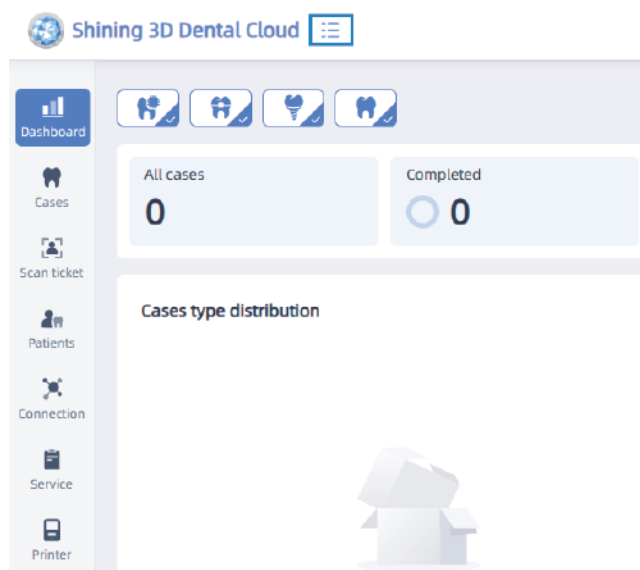 Shining 3D Dental Cloud
Dashboard
Cases
Scan ticket
Patients
Connection
Service
Printer
All cases
0
Completed
0
Cases type distribution